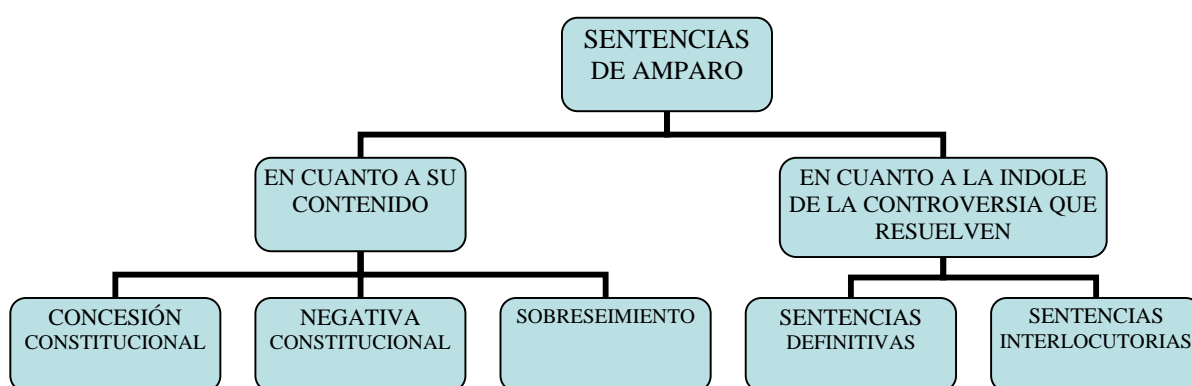 SENTENCIAS
DE AMPARO
EN CUANTO A SU
CONTENIDO
EN CUANTO A LA INDOLE
DE LA CONTROVERSIA QUE
RESUELVEN
CONCESIÓN
CONSTITUCIONAL
NEGATIVA
CONSTITUCIONAL
SOBRESEIMIENTO
SENTENCIAS
DEFINITIVAS
SENTENCIAS
INTERLOCUTORIAS